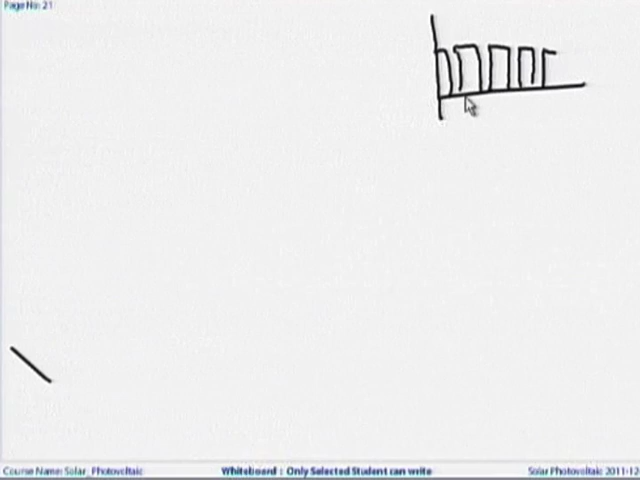 Page No: 21
Course Name: Solar_Photovoltaic
Whiteboard : Only Selected Student can write
Solar Photovoltaic 2011-12